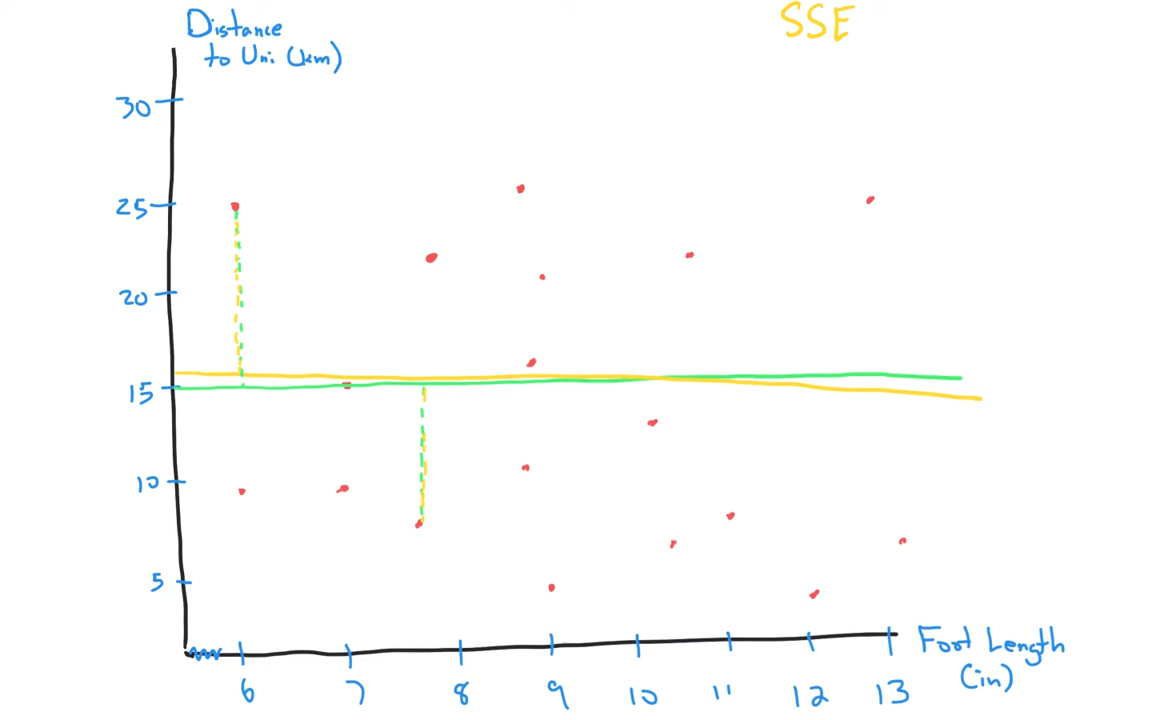 Distance
to Uni (km)
SSE
30
25
20
15
10
5
6 7 8 9 10 11 12 13
Foot Length
(in)